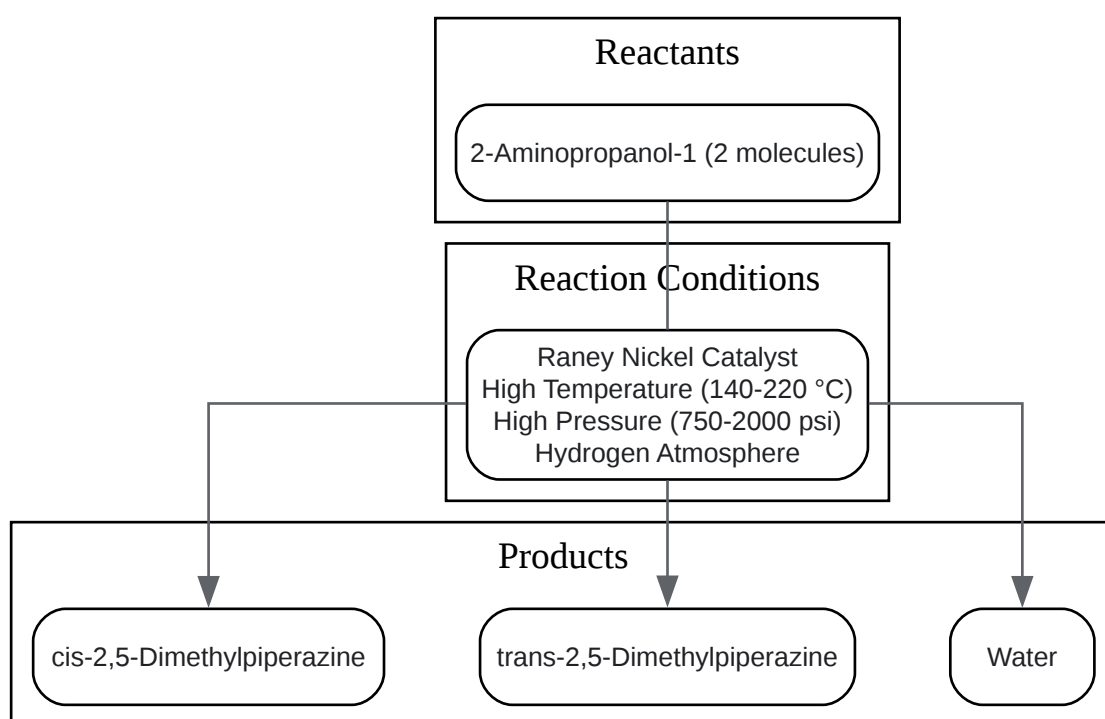 Reactants
2-Aminopropanol-1 (2 molecules)
Reaction Conditions
Raney Nickel Catalyst
High Temperature (140-220 °C)
High Pressure (750-2000 psi)
Hydrogen Atmosphere
Products
cis-2,5-Dimethylpiperazine
trans-2,5-Dimethylpiperazine
Water